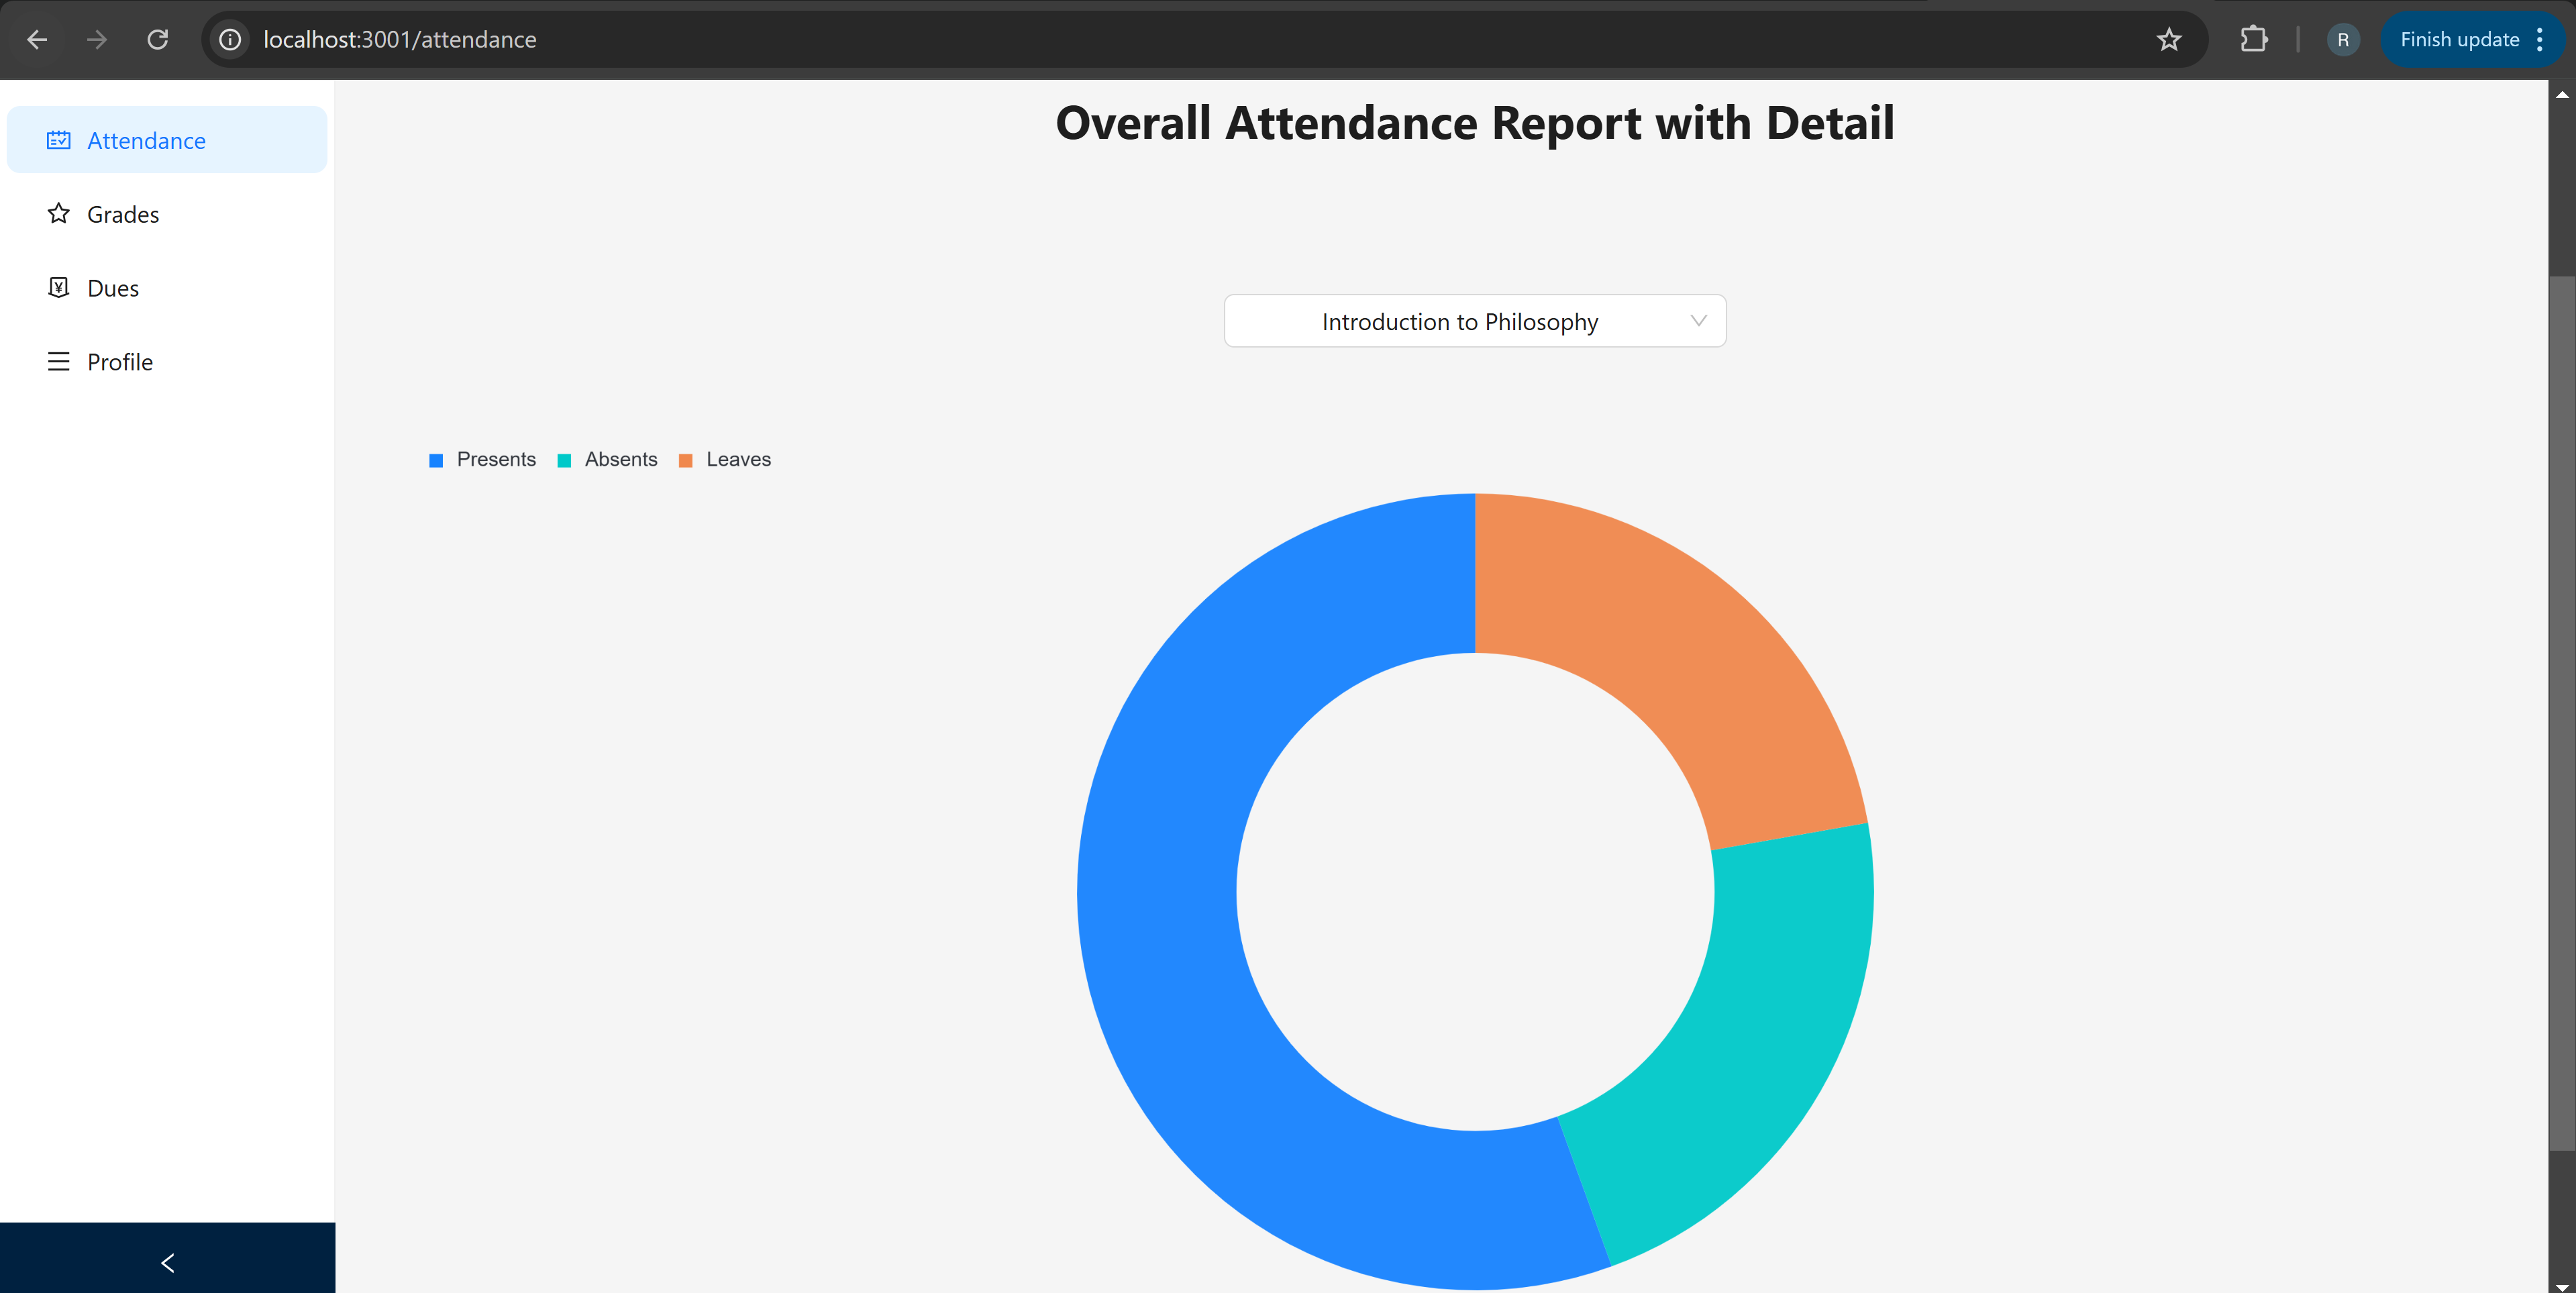 localhost:3001/attendance
R
Finish update
Overall Attendance Report with Detail
Attendance
Grades
Dues
Profile
Introduction to Philosophy
Presents Absents Leaves